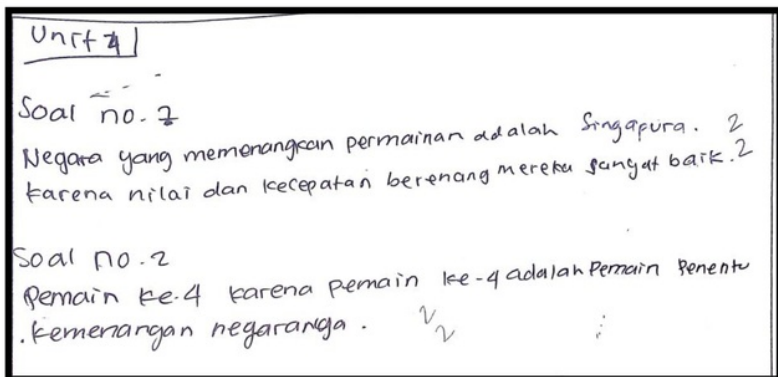 Unit 4
Soal no. 1
Negara yang memenangkan permainan adalah Singapura. 2
karena nilai dan kecepatan berenang mereka sangat baik. 2
Soal no. 2
Pemain ke.4 karena pemain ke-4 adalah Pemain Penentu
. kemenangan negaranya. 2
2